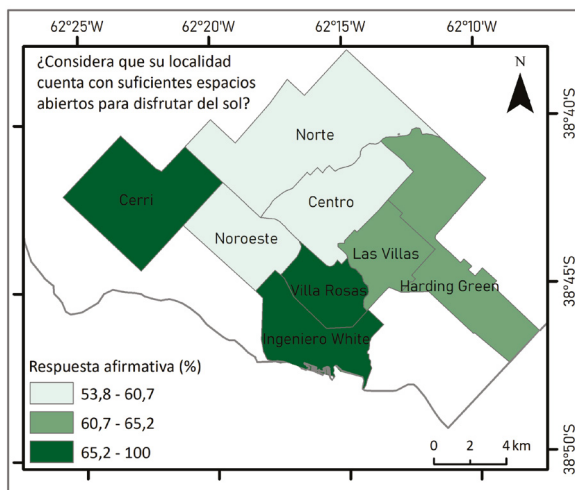 62°25'W 62°20'W 62°15'W 62°10'W
¿Considera que su localidad
cuenta con suficientes espacios
abiertos para disfrutar del sol?
N
38°40'S
Norte
Cerri
Centro
Noroeste
Las Villas
38°45'S
Villa Rosas
Harding Green
Ingeniero White
Respuesta afirmativa (%)
53,8 - 60,7
60,7 - 65,2
65,2 - 100
0 2 4 km
38°50'S